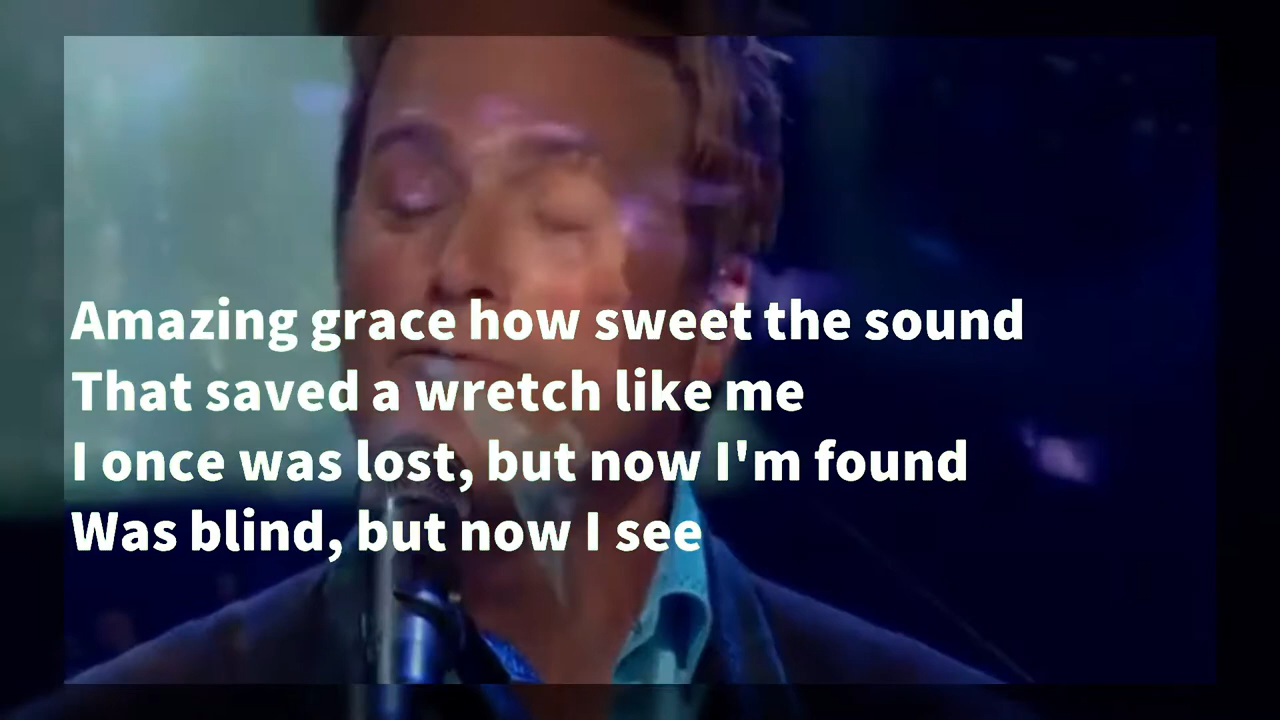 Amazing grace how sweet the sound
That saved a wretch like me
I once was lost, but now I'm found
Was blind, but now I see